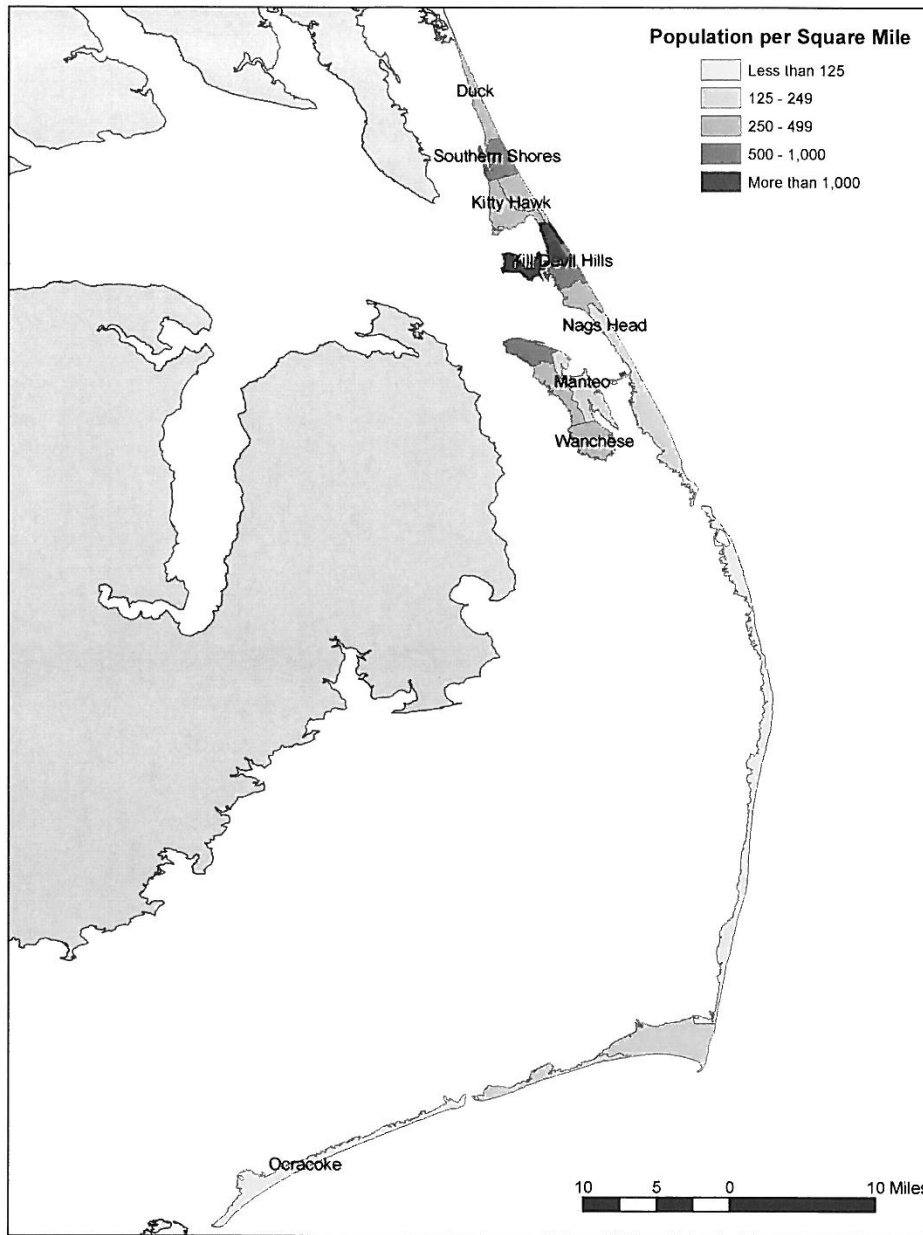 Population per Square Mile
Less than 125
125 - 249
250 - 499
500 - 1,000
More than 1,000
Duck
Southern Shores
Kitty Hawk
Kill Devil Hills
Nags Head
Manteo
Wanchese
Ocracoke
10 5 0 10 Miles